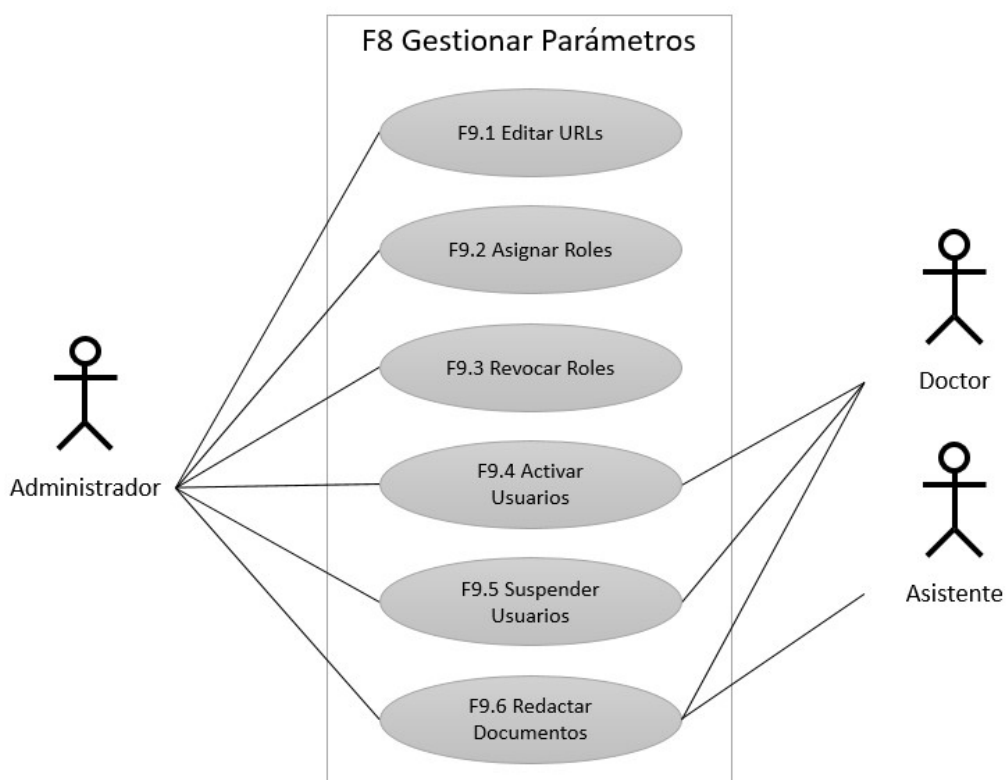 F8 Gestionar Parámetros
F9.1 Editar URLs
F9.2 Asignar Roles
F9.3 Revocar Roles
F9.4 Activar
Usuarios
F9.5 Suspender
Usuarios
F9.6 Redactar
Documentos
Administrador
Doctor
Asistente